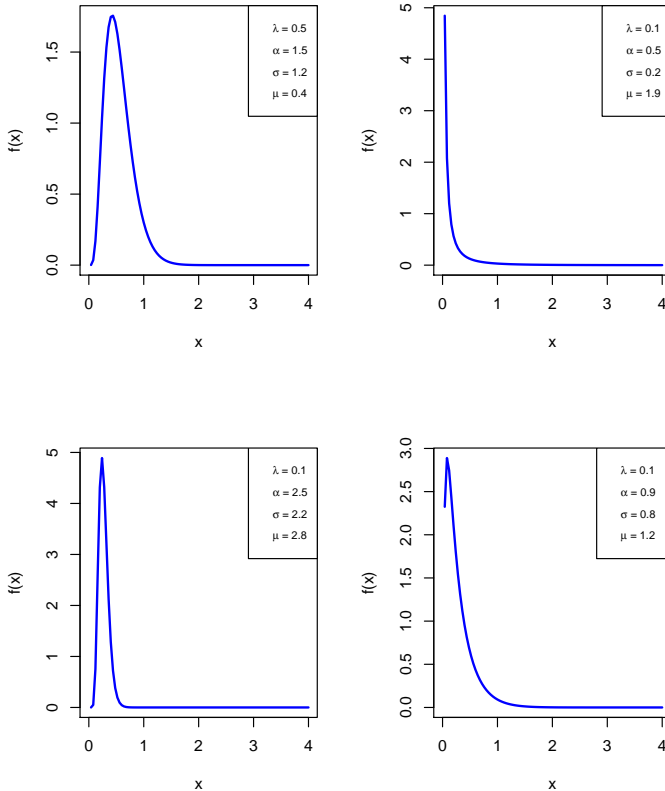 λ = 0.5
α = 1.5
σ = 1.2
μ = 0.4
f(x)
0.0 0.5 1.0 1.5
0 1 2 3 4
x
λ = 0.1
α = 0.5
σ = 0.2
μ = 1.9
f(x)
0 1 2 3 4 5
0 1 2 3 4
x
λ = 0.1
α = 2.5
σ = 2.2
μ = 2.8
f(x)
0 1 2 3 4 5
0 1 2 3 4
x
λ = 0.1
α = 0.9
σ = 0.8
μ = 1.2
f(x)
0.0 0.5 1.0 1.5 2.0 2.5 3.0
0 1 2 3 4
x